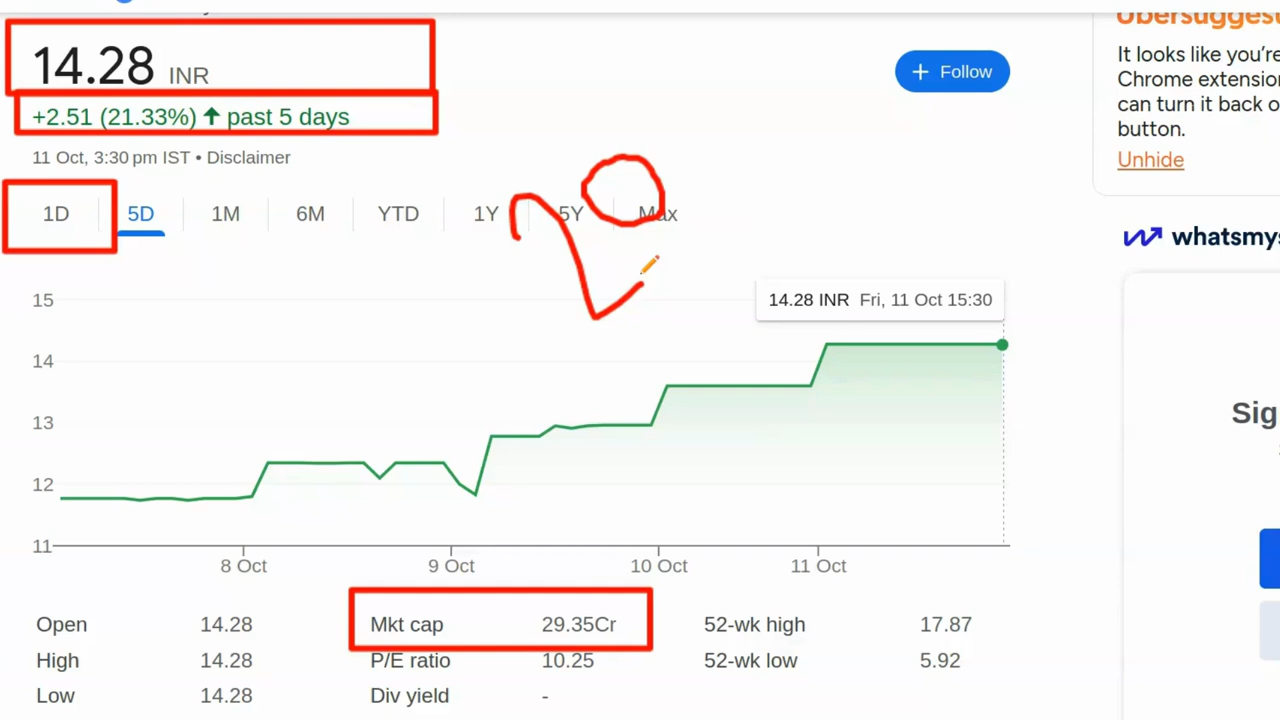 14.28 INR
+2.51 (21.33%) ↑ past 5 days
11 Oct, 3:30 pm IST • Disclaimer
+ Follow
1D 5D 1M 6M YTD 1Y 5Y Max
15
14
13
12
11
14.28 INR Fri, 11 Oct 15:30
8 Oct 9 Oct 10 Oct 11 Oct
Open 14.28 Mkt cap 29.35Cr 52-wk high 17.87
High 14.28 P/E ratio 10.25 52-wk low 5.92
Low 14.28 Div yield -
It looks like you're
Chrome extension
can turn it back o
button.
Unhide
whatsmys
Sig